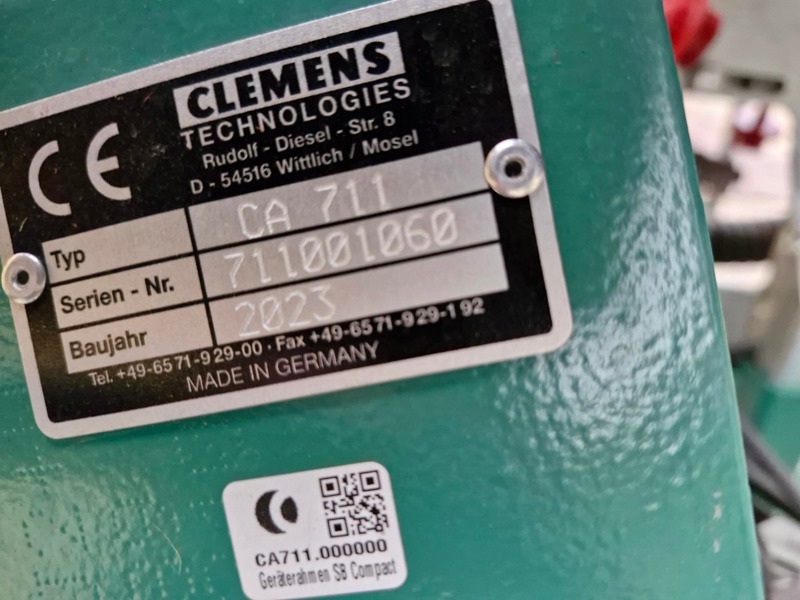 CE
CLEMENS
TECHNOLOGIES
Rudolf - Diesel - Str. 8
D - 54516 Wittlich / Mosel
Typ CA 711
Serien - Nr. 711001060
Baujahr 2023
Tel. +49-6571-929-00 · Fax +49-6571-929-192
MADE IN GERMANY
CA711.000000
Geräterahmen SB Compact